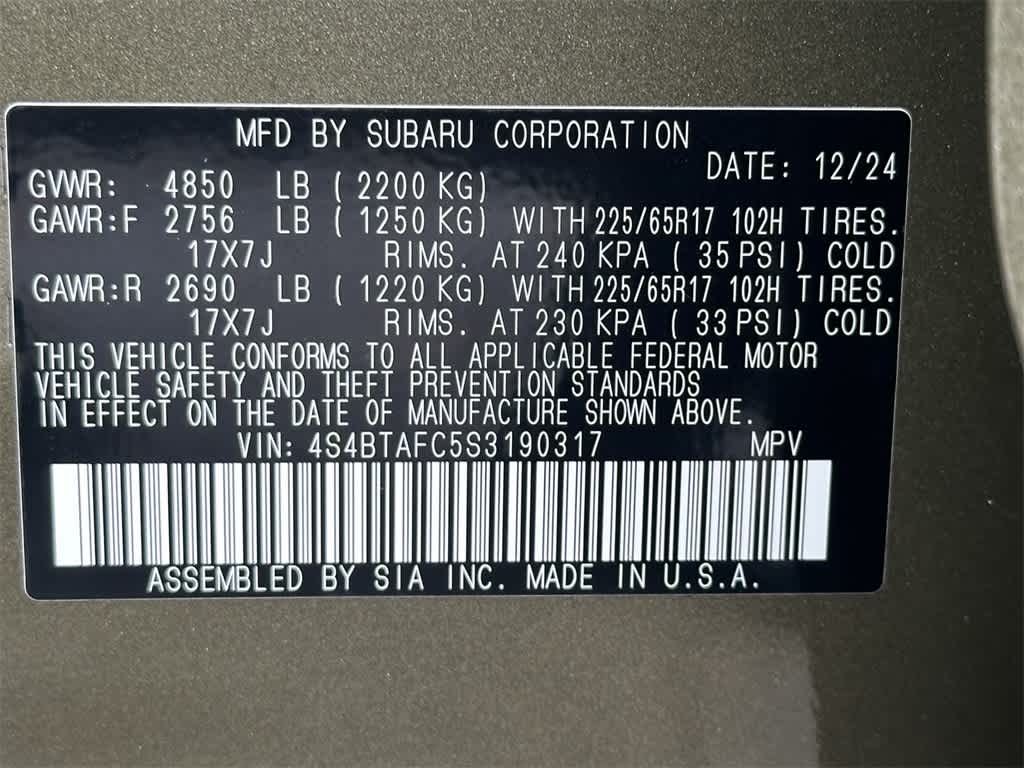 MFD BY SUBARU CORPORATION
DATE: 12/24
GVWR: 4850 LB (2200 KG)
GAWR:F 2756 LB (1250 KG) WITH 225/65R17 102H TIRES.
17X7J RIMS. AT 240 KPA (35 PSI) COLD
GAWR:R 2690 LB (1220 KG) WITH 225/65R17 102H TIRES.
17X7J RIMS. AT 230 KPA (33 PSI) COLD
THIS VEHICLE CONFORMS TO ALL APPLICABLE FEDERAL MOTOR
VEHICLE SAFETY AND THEFT PREVENTION STANDARDS
IN EFFECT ON THE DATE OF MANUFACTURE SHOWN ABOVE.
VIN: 4S4BTAFC5S3190317 MPV
ASSEMBLED BY SIA INC. MADE IN U.S.A.